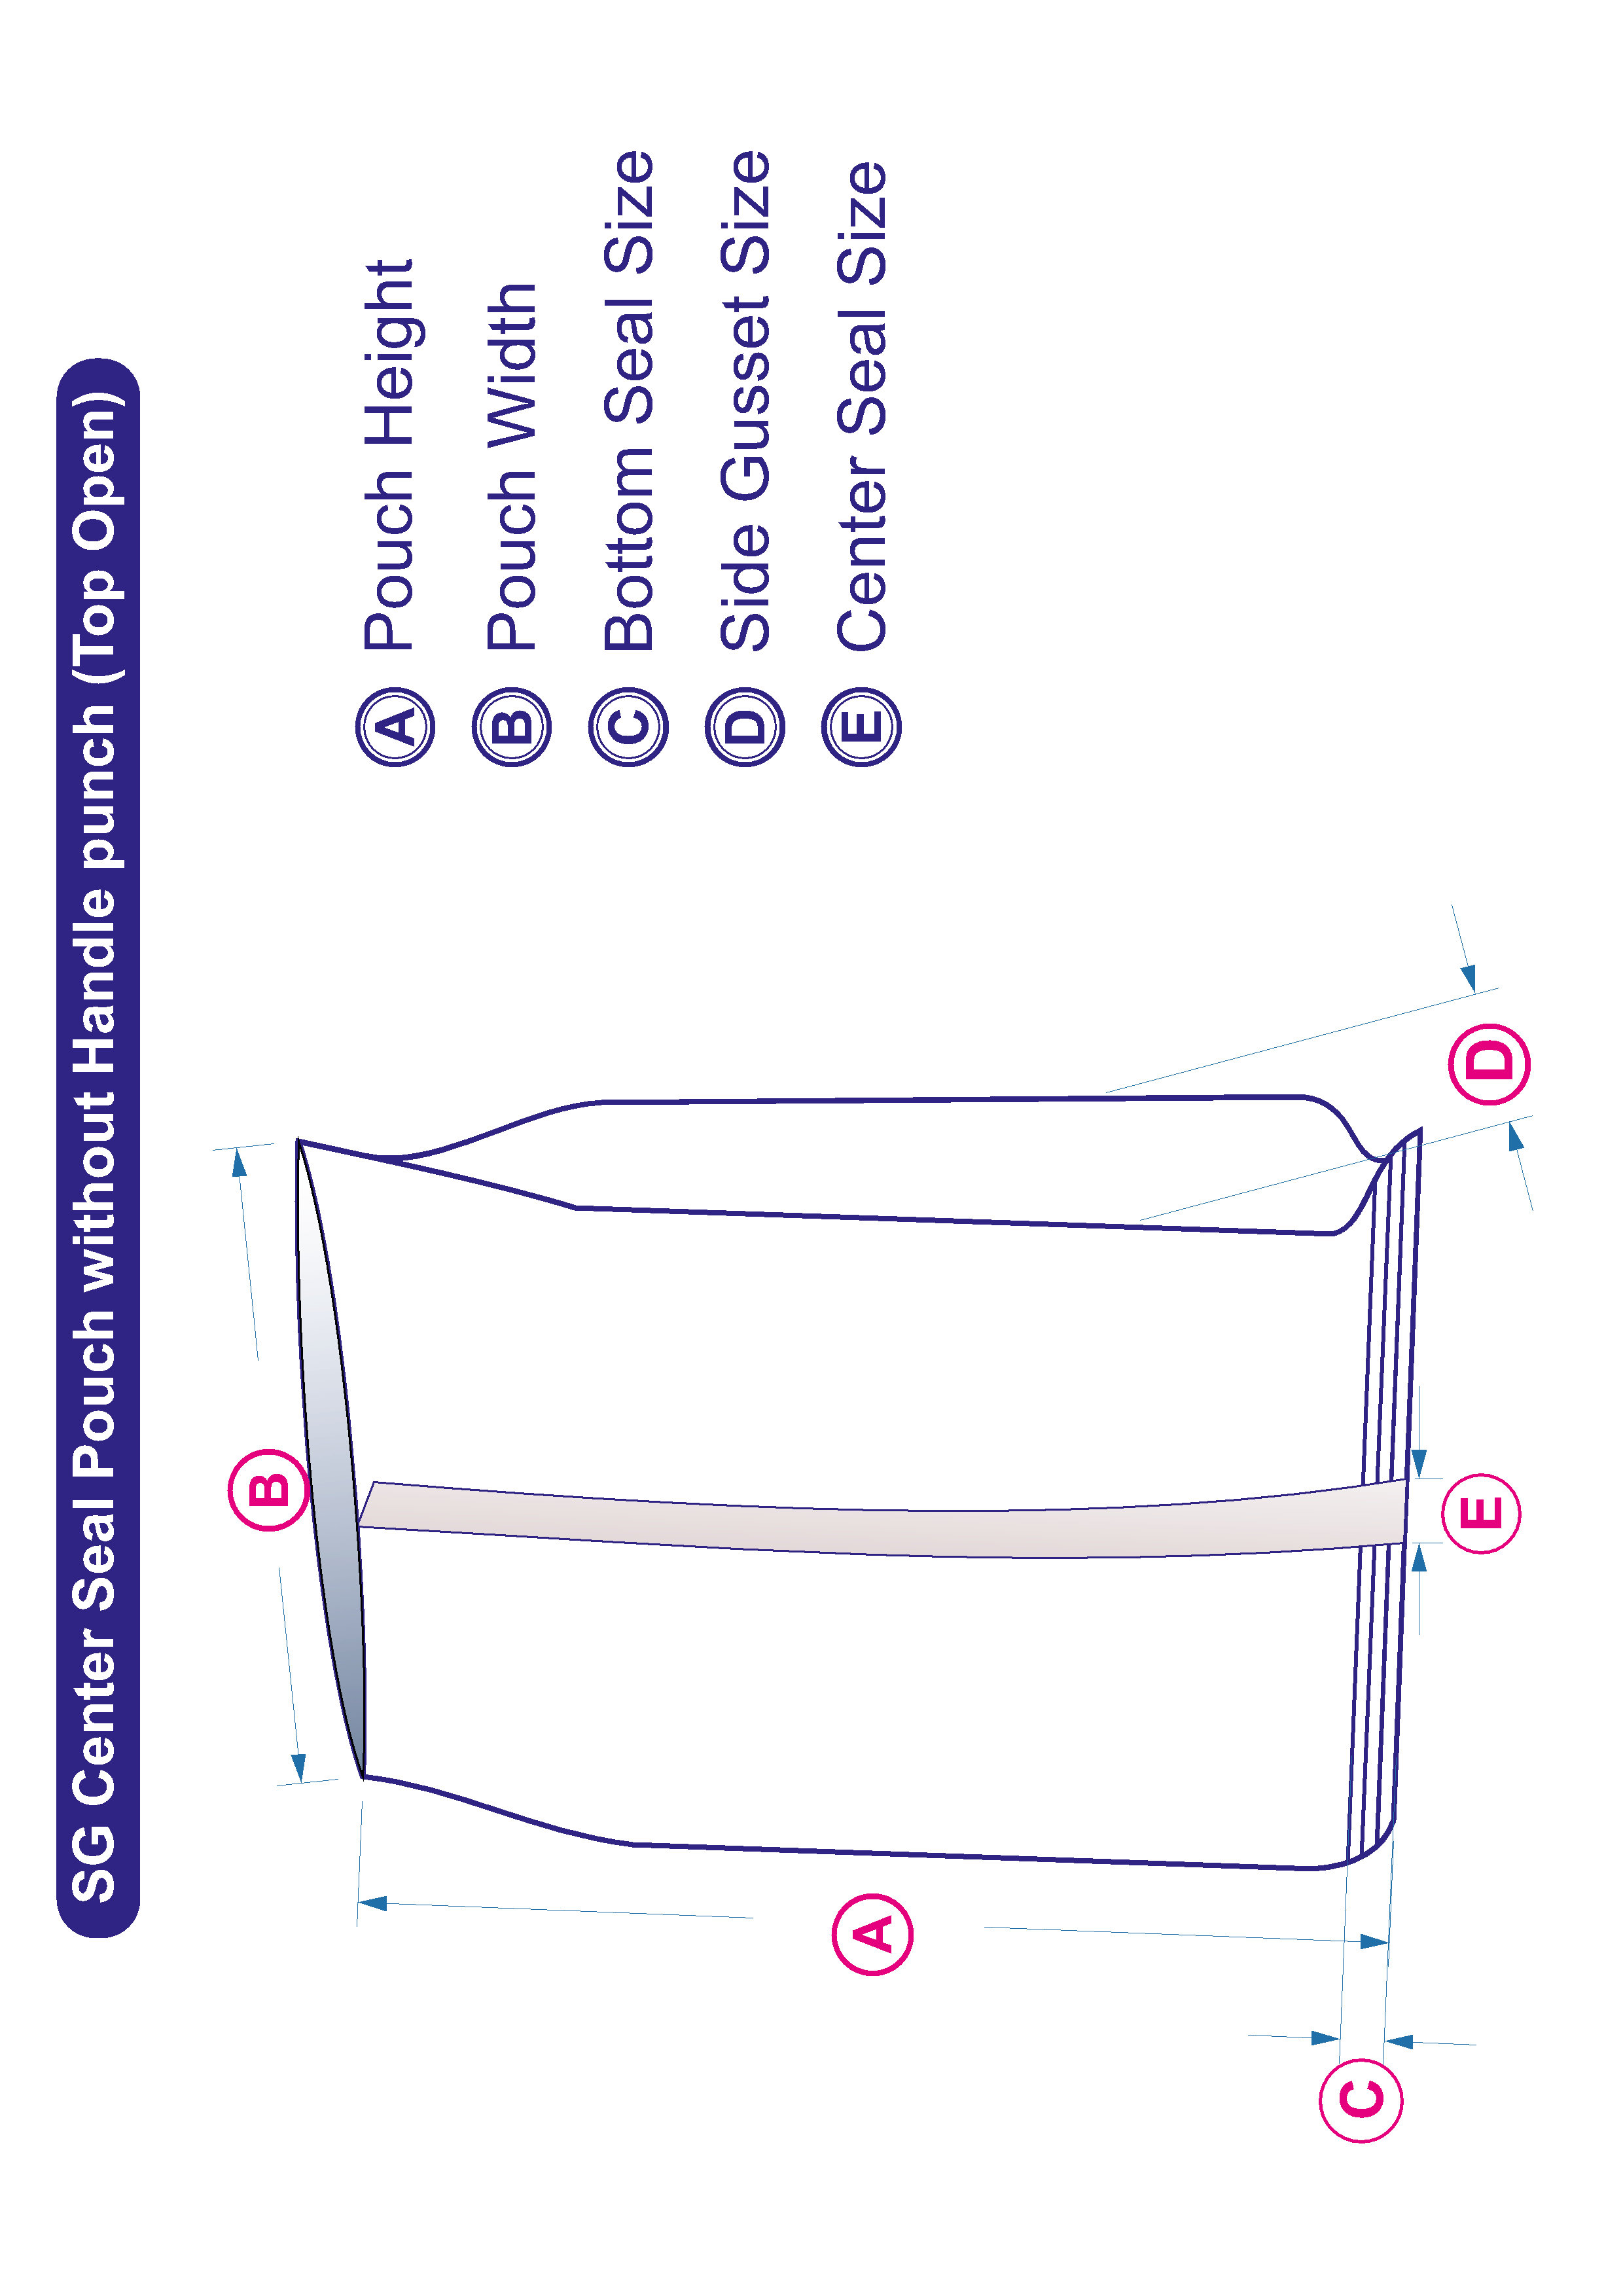 SG Center Seal Pouch without Handle punch (Top Open)
B
A
C
E
D
A Pouch Height
B Pouch Width
C Bottom Seal Size
D Side Gusset Size
E Center Seal Size